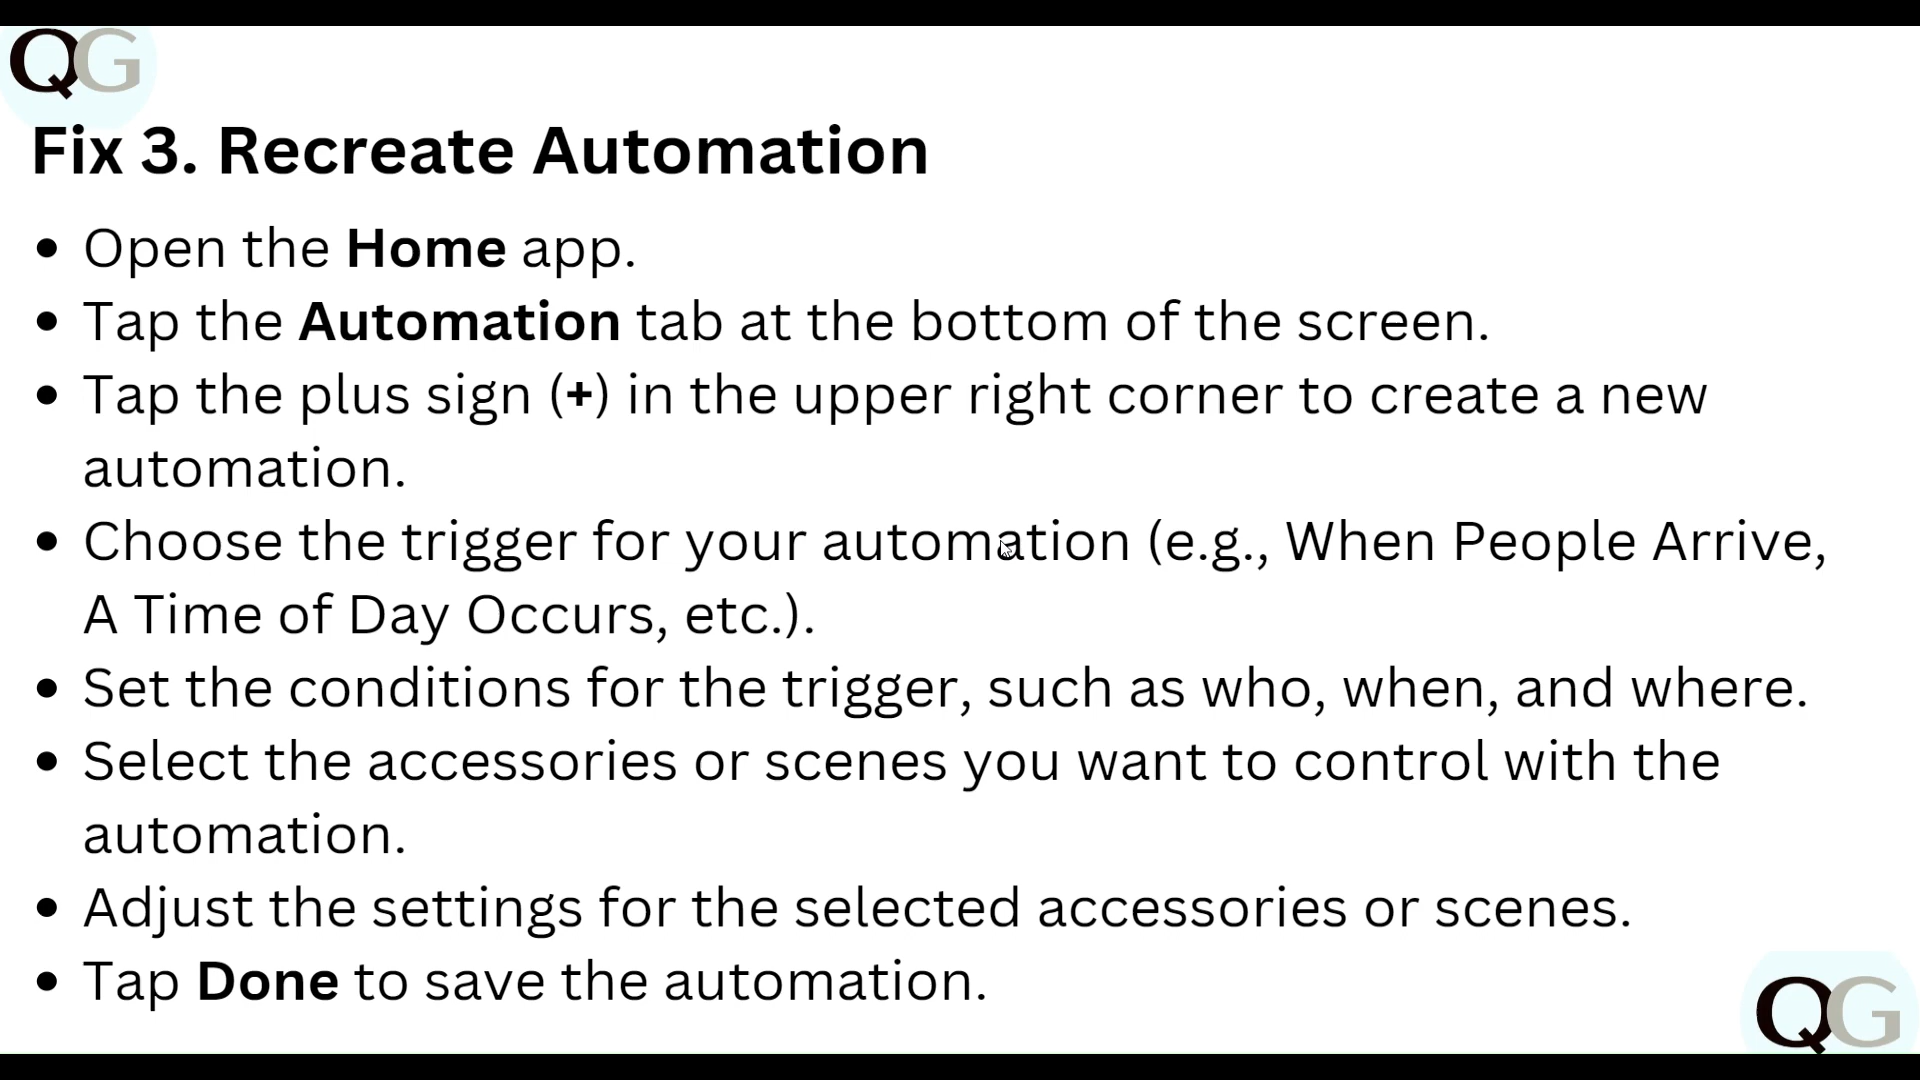 QG
Fix 3. Recreate Automation
• Open the Home app.
• Tap the Automation tab at the bottom of the screen.
• Tap the plus sign (+) in the upper right corner to create a new
automation.
• Choose the trigger for your automation (e.g., When People Arrive,
A Time of Day Occurs, etc.).
• Set the conditions for the trigger, such as who, when, and where.
• Select the accessories or scenes you want to control with the
automation.
• Adjust the settings for the selected accessories or scenes.
• Tap Done to save the automation.
QG